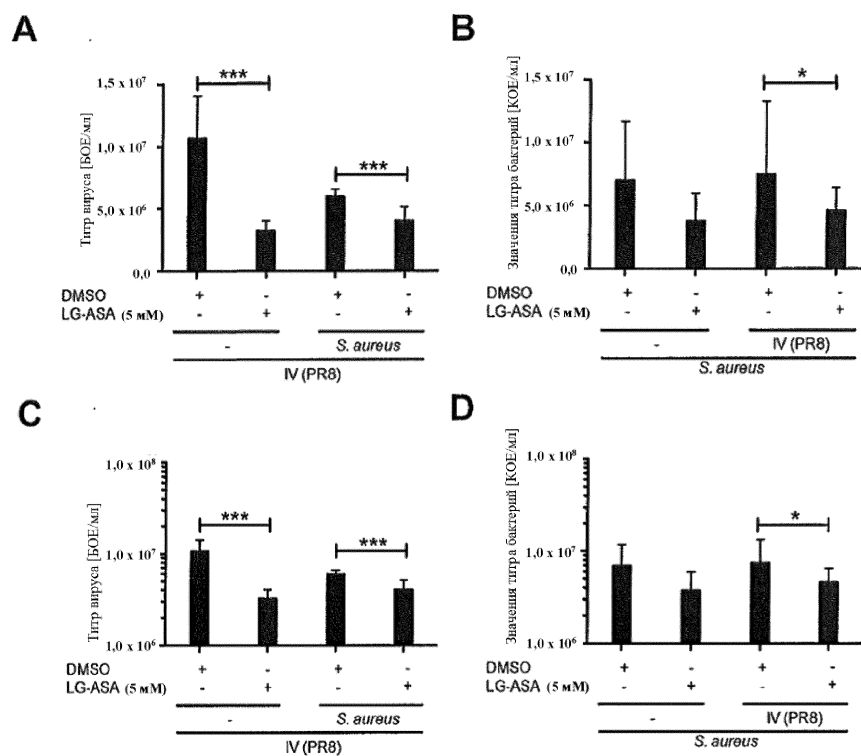 A
Титр вируса [БОЕ/мл]
1,5 x 10⁷
1,0 x 10⁷
5,0 x 10⁶
0,0
***
***
DMSO + - + -
LG-ASA (5 мМ) - + - +
- S. aureus
IV (PR8)
B
Значения титра бактерий [КОЕ/мл]
1,5 x 10⁷
1,0 x 10⁷
5,0 x 10⁶
0,0
*
DMSO + - + -
LG-ASA (5 мМ) - + - +
- IV (PR8)
S. aureus
C
Титр вируса [БОЕ/мл]
1,0 x 10⁸
1,0 x 10⁷
1,0 x 10⁶
***
***
DMSO + - + -
LG-ASA (5 мМ) - + - +
- S. aureus
IV (PR8)
D
Значения титра бактерий [КОЕ/мл]
1,0 x 10⁸
1,0 x 10⁷
1,0 x 10⁶
*
DMSO + - + -
LG-ASA (5 мМ) - + - +
- IV (PR8)
S. aureus